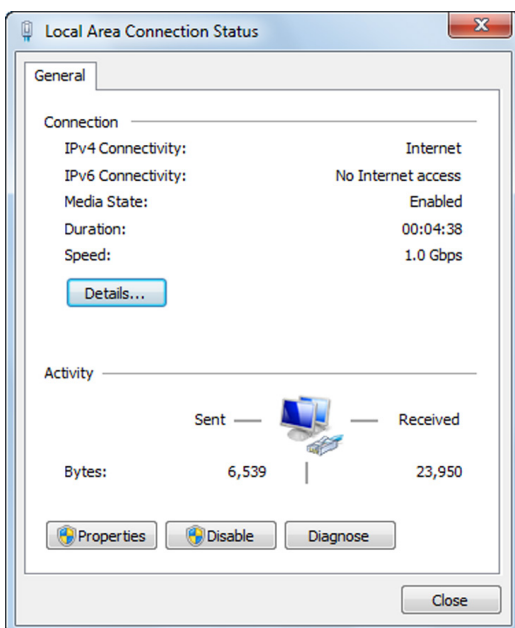 Local Area Connection Status
General
Connection
IPv4 Connectivity: Internet
IPv6 Connectivity: No Internet access
Media State: Enabled
Duration: 00:04:38
Speed: 1.0 Gbps
Details...
Activity
Sent Received
Bytes: 6,539 23,950
Properties Disable Diagnose
Close